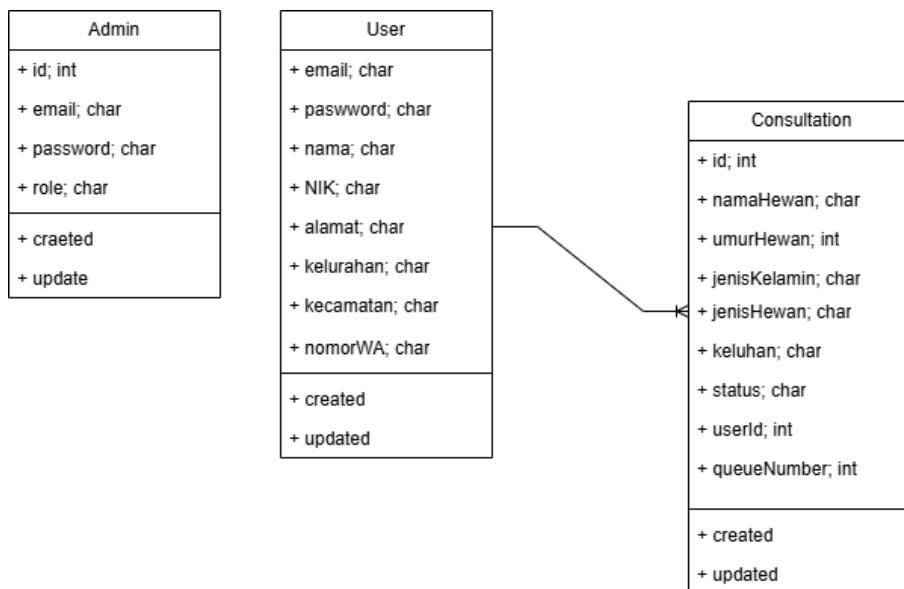 Admin
+ id; int
+ email; char
+ password; char
+ role; char
+ craeted
+ update
User
+ email; char
+ paswword; char
+ nama; char
+ NIK; char
+ alamat; char
+ kelurahan; char
+ kecamatan; char
+ nomorWA; char
+ created
+ updated
Consultation
+ id; int
+ namaHewan; char
+ umurHewan; int
+ jenisKelamin; char
+ jenisHewan; char
+ keluhan; char
+ status; char
+ userId; int
+ queueNumber; int
+ created
+ updated